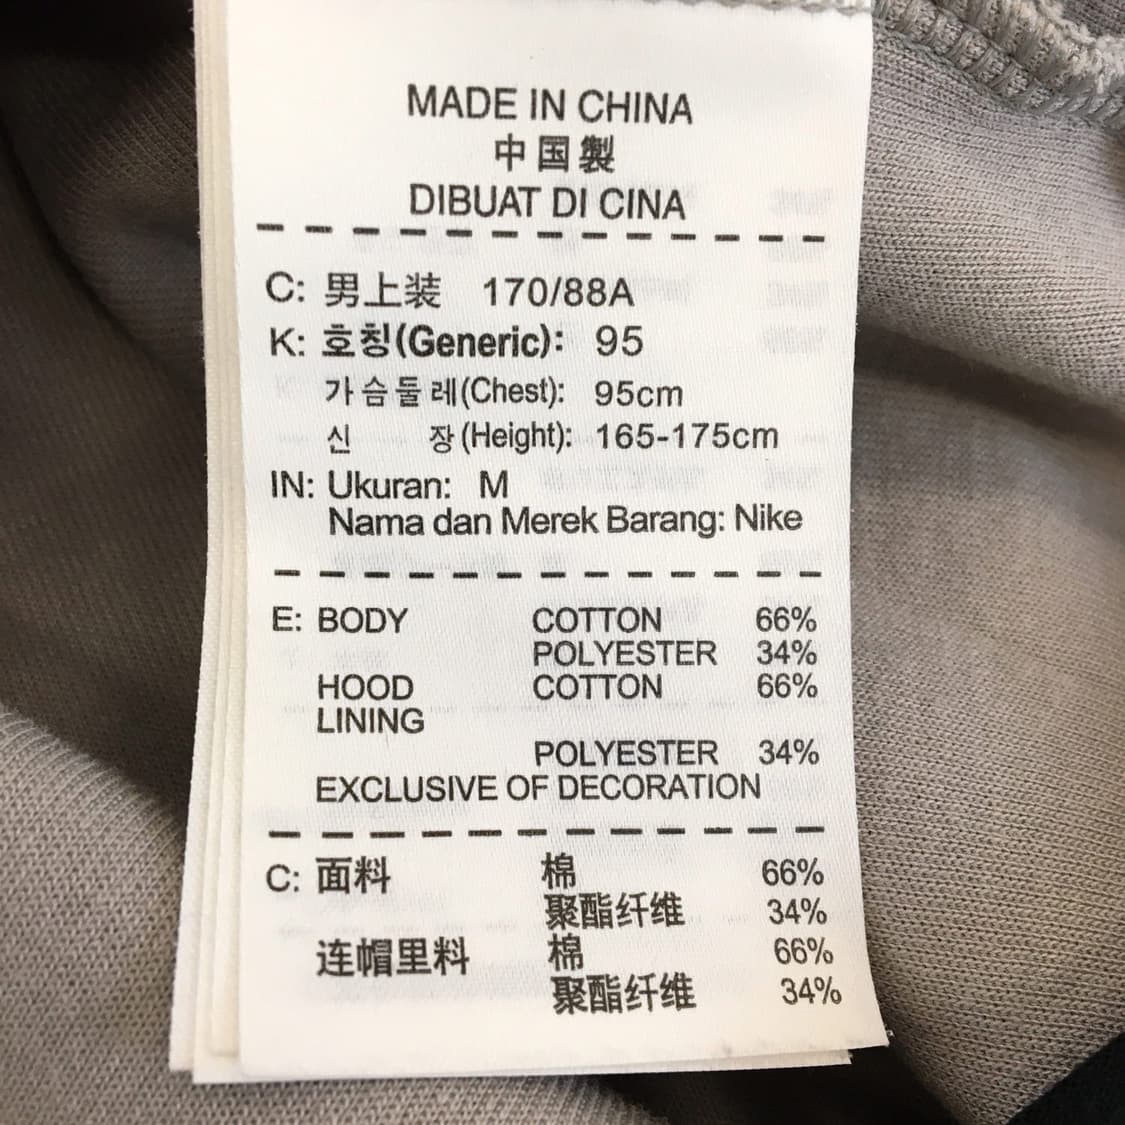 MADE IN CHINA
中国製
DIBUAT DI CINA
C: 男上装 170/88A
K: 호칭(Generic): 95
가슴둘레(Chest): 95cm
신 장(Height): 165-175cm
IN: Ukuran: M
Nama dan Merek Barang: Nike
E: BODY COTTON 66%
POLYESTER 34%
HOOD COTTON 66%
LINING
POLYESTER 34%
EXCLUSIVE OF DECORATION
C: 面料 棉 66%
聚酯纤维 34%
连帽里料 棉 66%
聚酯纤维 34%